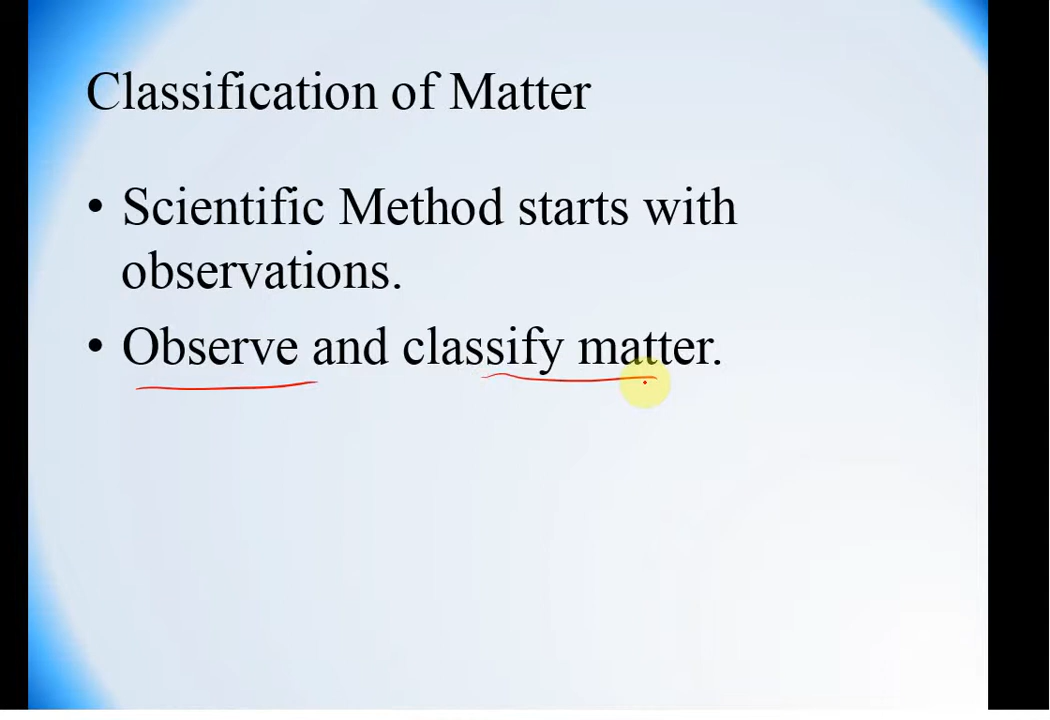 Classification of Matter
• Scientific Method starts with
observations.
• Observe and classify matter.